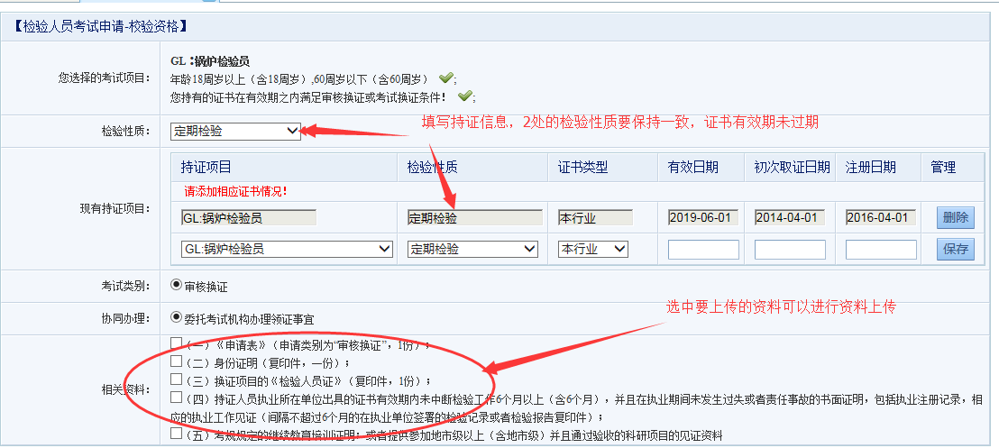 【检验人员考试申请-校验资格】
您选择的考试项目：
GL：锅炉检验员
年龄18周岁以上（含18周岁）,60周岁以下（含60周岁） ;
您持有的证书在有效期之内满足审核换证或考试换证条件！ ;
填写持证信息，2处的检验性质要保持一致，证书有效期未过期
检验性质： 定期检验
现有持证项目：
持证项目 检验性质 证书类型 有效日期 初次取证日期 注册日期 管理
请添加相应证书情况！
GL:锅炉检验员 定期检验 本行业 2019-06-01 2014-04-01 2016-04-01 删除
GL:锅炉检验员 定期检验 本行业 保存
考试类别： 审核换证
选中要上传的资料可以进行资料上传
协同办理： 委托考试机构办理领证事宜
相关资料：
（一）《申请表》（申请类别为“审核换证”，1份）；
（二）身份证明（复印件，一份）；
（三）换证项目的《检验人员证》（复印件，1份）；
（四）持证人员执业所在单位出具的证书有效期内未中断检验工作6个月以上（含6个月），并且在执业期间未发生过失或者责任事故的书面证明，包括执业注册记录，相
应的执业工作见证（间隔不超过6个月的在执业单位签署的检验记录或者检验报告复印件）；
（五）考规规定的继续教育培训证明；或者提供参加地市级以上（含地市级）并且通过验收的科研项目的见证资料